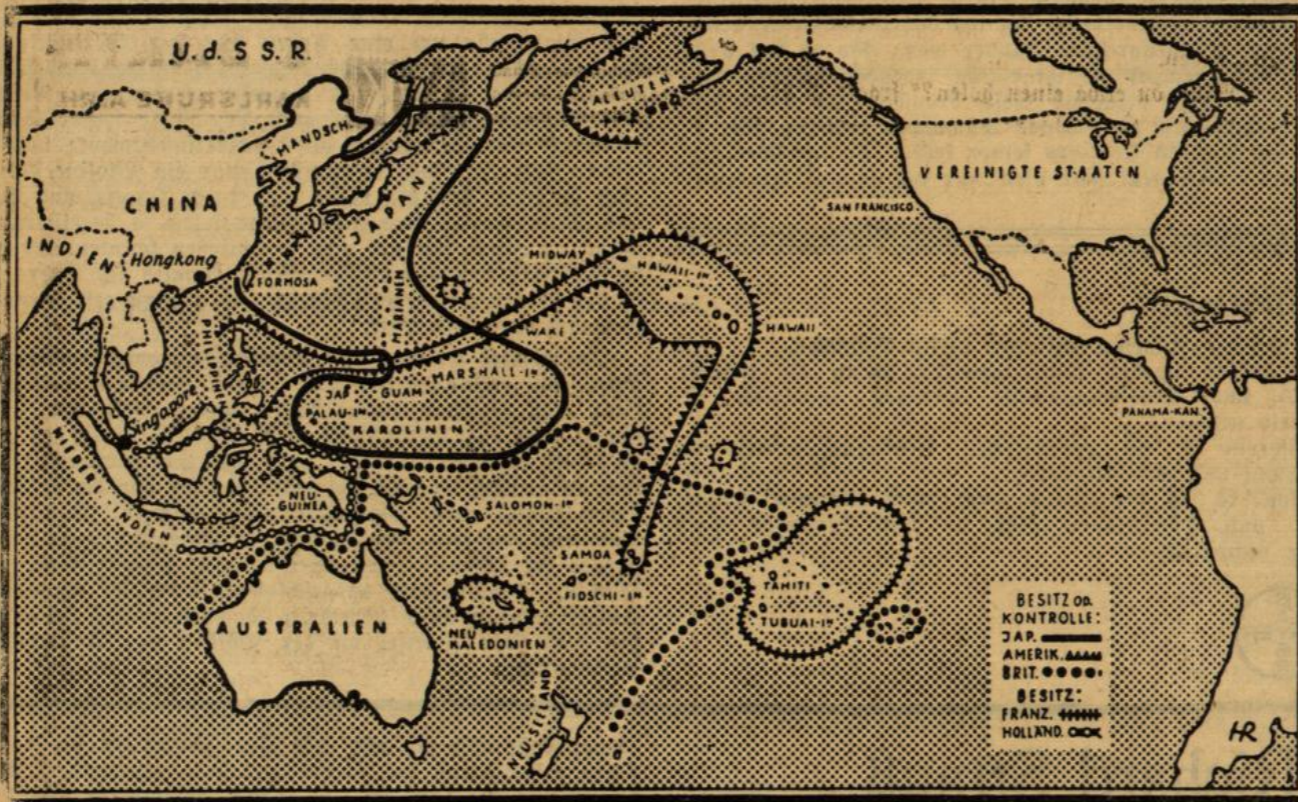 U.d.S S.R.
ALEUTEN
MANDSCH.
CHINA
JAPAN
VEREINIGTE STAATEN
SAN FRANCISCO
INDIEN
Hongkong
FORMOSA
MIDWAY
HAWAII-In
MARIANEN
WAKE
HAWAII
PHILIPPINEN
MARSHALL-In
JAP
GUAM
PALAU-In
KAROLINEN
PANAMA-KAN.
Singapore
NIEDERL.-INDIEN
NEU-
GUINEA
SALOMON-In
SAMOA
FIDSCHI-In
TAHITI
TUBUAI-In
AUSTRALIEN
NEU
KALEDONIEN
NEU-SEELAND
BESITZ OD.
KONTROLLE:
JAP.
AMERIK.
BRIT.
BESITZ:
FRANZ.
HOLLÄND.
HR